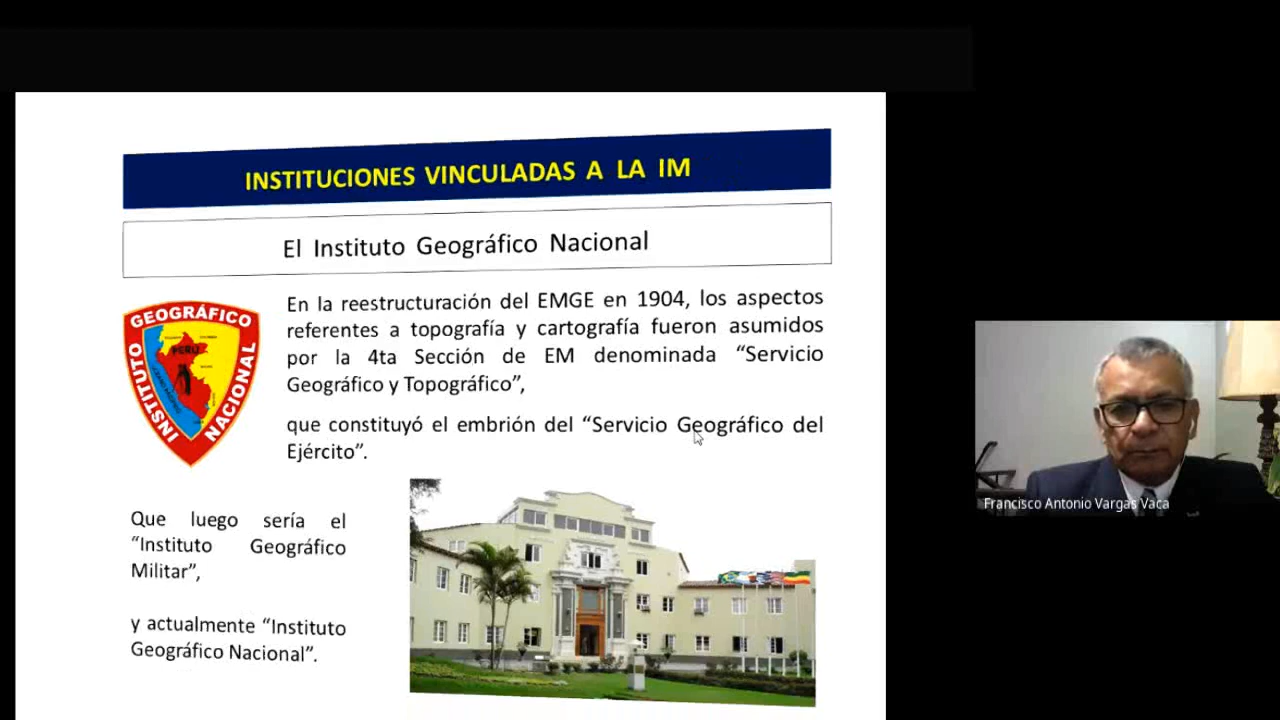 INSTITUCIONES VINCULADAS A LA IM
El Instituto Geográfico Nacional
GEOGRÁFICO
INSTITUTO
NACIONAL
PERÚ
En la reestructuración del EMGE en 1904, los aspectos
referentes a topografía y cartografía fueron asumidos
por la 4ta Sección de EM denominada “Servicio
Geográfico y Topográfico”,
que constituyó el embrión del “Servicio Geográfico del
Ejército”.
Que luego sería el
“Instituto Geográfico
Militar”,
y actualmente “Instituto
Geográfico Nacional”.
Francisco Antonio Vargas Vaca